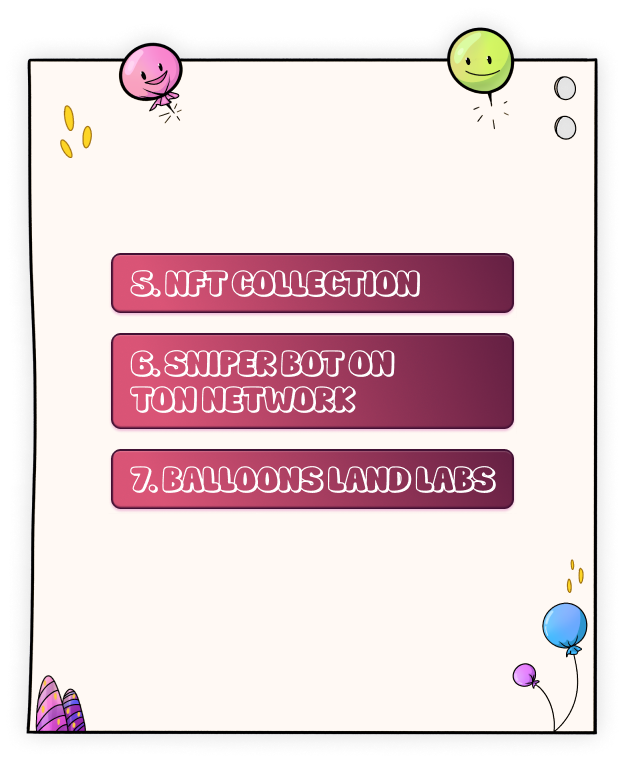 5. NFT COLLECTION
6. SNIPER BOT ON
TON NETWORK
7. BALLOONS LAND LABS